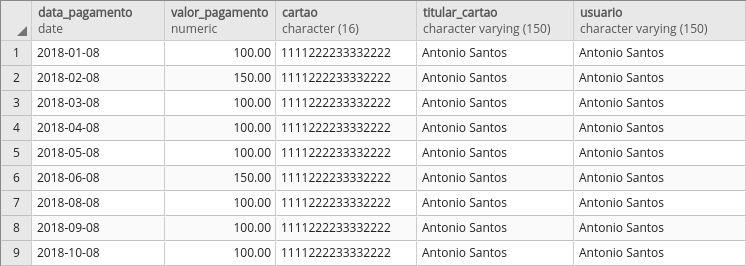 data_pagamento valor_pagamento cartao titular_cartao usuario
date numeric character (16) character varying (150) character varying (150)
1 2018-01-08 100.00 1111222233332222 Antonio Santos Antonio Santos
2 2018-02-08 150.00 1111222233332222 Antonio Santos Antonio Santos
3 2018-03-08 100.00 1111222233332222 Antonio Santos Antonio Santos
4 2018-04-08 100.00 1111222233332222 Antonio Santos Antonio Santos
5 2018-05-08 100.00 1111222233332222 Antonio Santos Antonio Santos
6 2018-06-08 150.00 1111222233332222 Antonio Santos Antonio Santos
7 2018-08-08 100.00 1111222233332222 Antonio Santos Antonio Santos
8 2018-09-08 100.00 1111222233332222 Antonio Santos Antonio Santos
9 2018-10-08 100.00 1111222233332222 Antonio Santos Antonio Santos